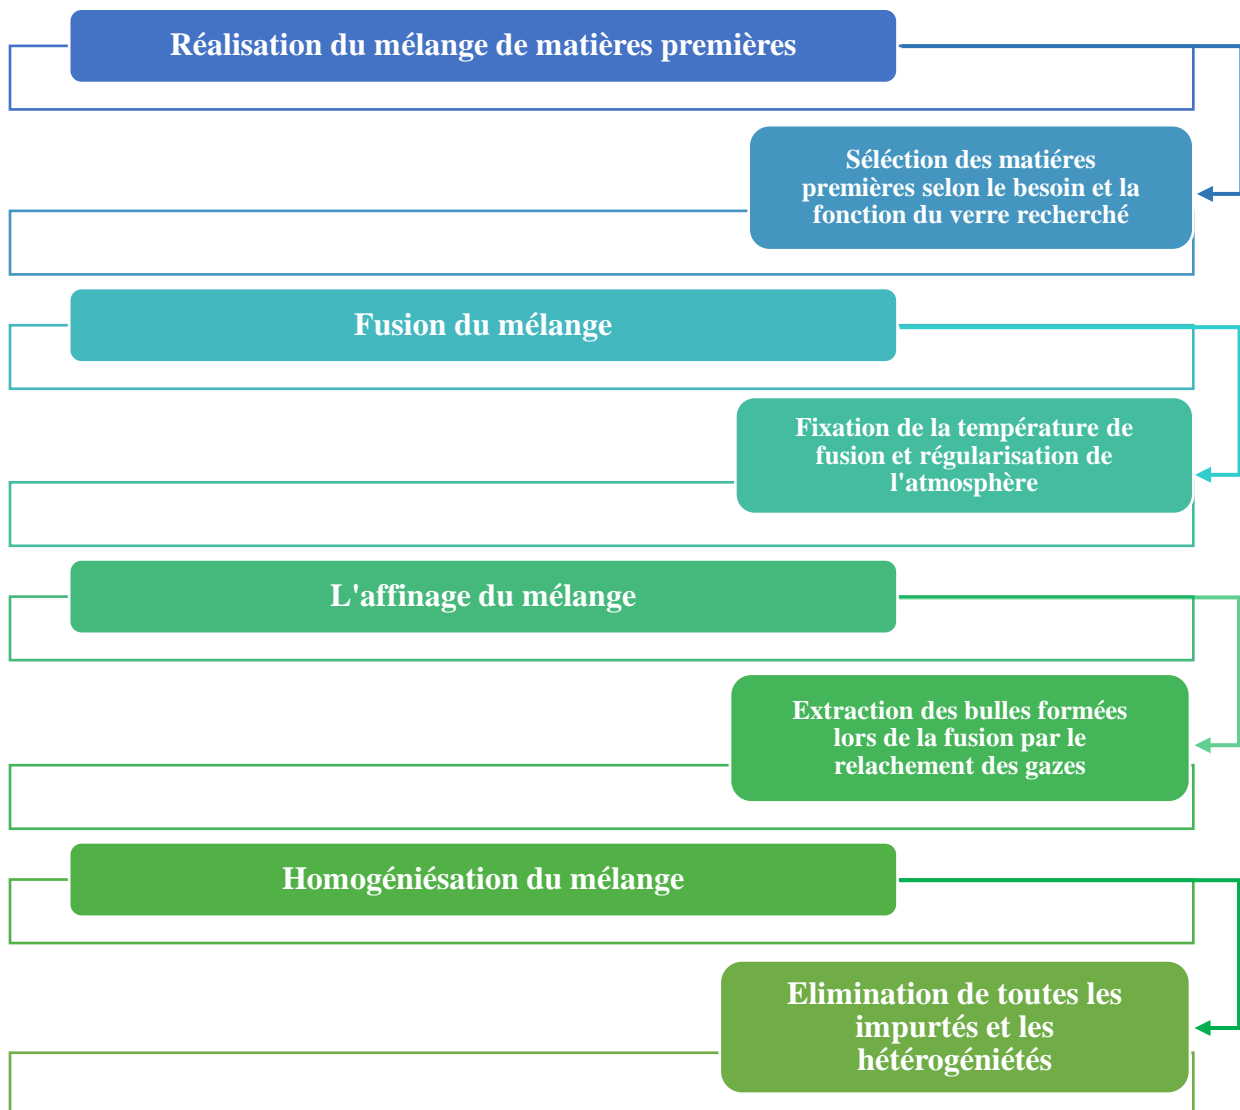 Réalisation du mélange de matières premières
Séléction des matiéres
premières selon le besoin et la
fonction du verre recherché
Fusion du mélange
Fixation de la température de
fusion et régularisation de
l'atmosphère
L'affinage du mélange
Extraction des bulles formées
lors de la fusion par le
relachement des gazes
Homogéniésation du mélange
Elimination de toutes les
impurtés et les
hétérogéniétés